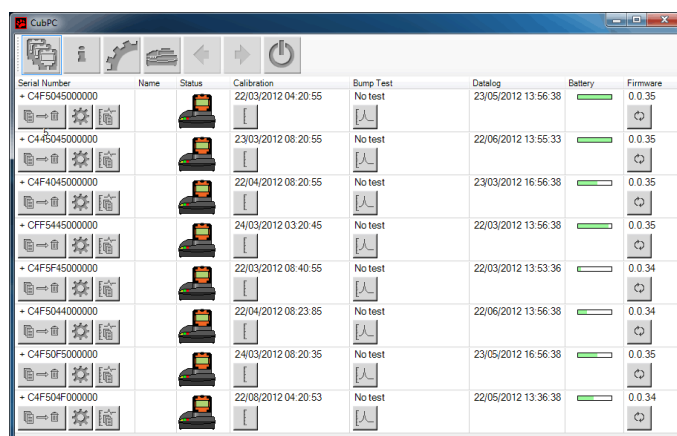 CubPC
Serial Number Name Status Calibration Bump Test Datalog Battery Firmware
+ C4F5045000000 22/03/2012 04:20:55 No test 23/05/2012 13:56:38 0.0.35
+ C445045000000 23/03/2012 08:20:55 No test 22/06/2012 13:55:33 0.0.35
+ C4F4045000000 22/04/2012 08:20:55 No test 23/03/2012 16:56:38 0.0.35
+ CFF5445000000 24/03/2012 03:20:45 No test 22/03/2012 13:56:38 0.0.35
+ C4F5F45000000 22/03/2012 08:40:55 No test 22/03/2012 13:53:36 0.0.34
+ C4F5044000000 22/04/2012 08:23:85 No test 22/06/2012 13:56:38 0.0.34
+ C4F50F5000000 24/03/2012 08:20:35 No test 23/05/2012 16:56:38 0.0.35
+ C4F504F000000 22/08/2012 04:20:53 No test 22/05/2012 13:36:38 0.0.34